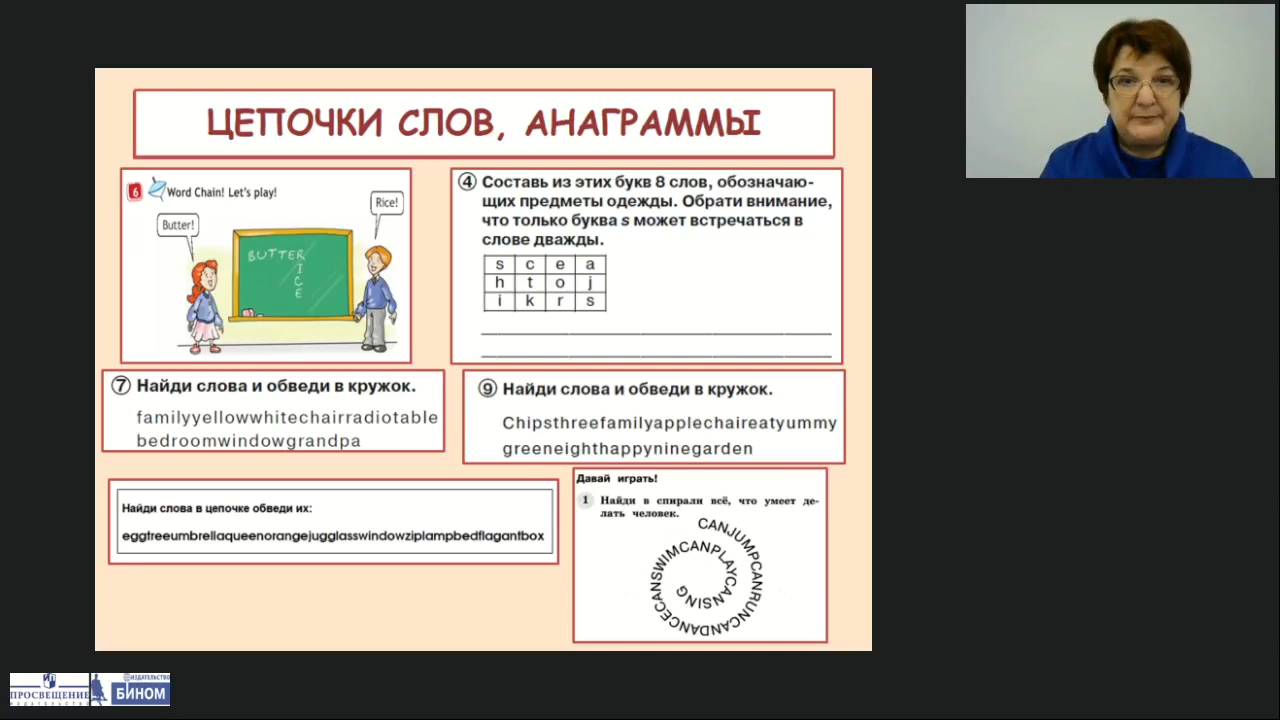 ЦЕПОЧКИ СЛОВ, АНАГРАММЫ
6 Word Chain! Let's play!
Butter!
Rice!
BUTTER
I
C
E
4 Составь из этих букв 8 слов, обозначаю-
щих предметы одежды. Обрати внимание,
что только буква s может встречаться в
слове дважды.
s c e a
h t o j
i k r s
7 Найди слова и обведи в кружок.
familyyellowwhitechairradiotable
bedroomwindowgrandpa
9 Найди слова и обведи в кружок.
Chipsthreefamilyapplechaireatyummy
greeneighthappyninegarden
Найди слова в цепочке обведи их:
eggtreeumbrellaqueenorangejugglasswindowziplampbedflagantbox
Давай играть!
1 Найди в спирали всё, что умеет де-
лать человек.
CANJUMPCANRUNCANDANCECANSWIMCANPLAYCANSING
ПРОСВЕЩЕНИЕ
ИЗДАТЕЛЬСТВО
ИЗДАТЕЛЬСТВО
БИНОМ